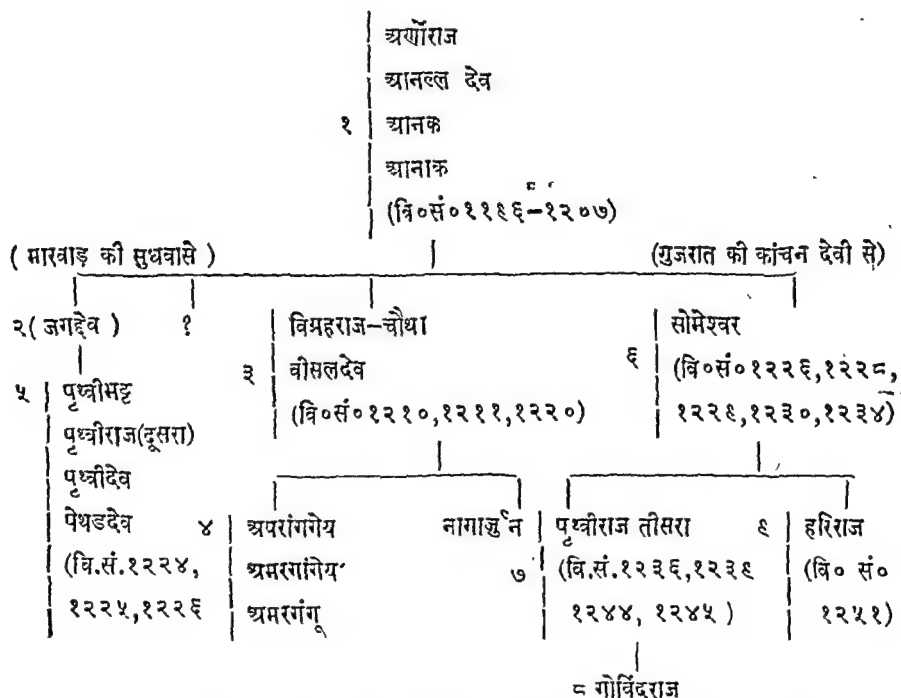 अर्णोराज
आनल्ल देव
१ आनक
आनाक
(वि०सं०११९६-१२०७)
(मारवाड़ की सुधवासे) (गुजरात की कांचन देवी से)
२(जगद्देव) १ विग्रहराज-चौथा सोमेश्वर
३ वीसलदेव ६ (वि०सं०१२२६,१२२८,
५ पृथ्वीभट्ट (वि०सं०१२१०,१२११,१२२०) १२२९,१२३०,१२३४)
पृथ्वीराज(दूसरा)
पृथ्वीदेव
पेथडदेव ४ अपरांगगेय नागार्जुन पृथ्वीराज तीसरा ९ हरिराज
(वि.सं.१२२४, अमरगांगेय ७ (वि.सं.१२३६,१२३९ (वि० सं०
१२२५,१२२६ अमरगंगू १२४४, १२४५ ) १२५१)
८ गोविंदराज